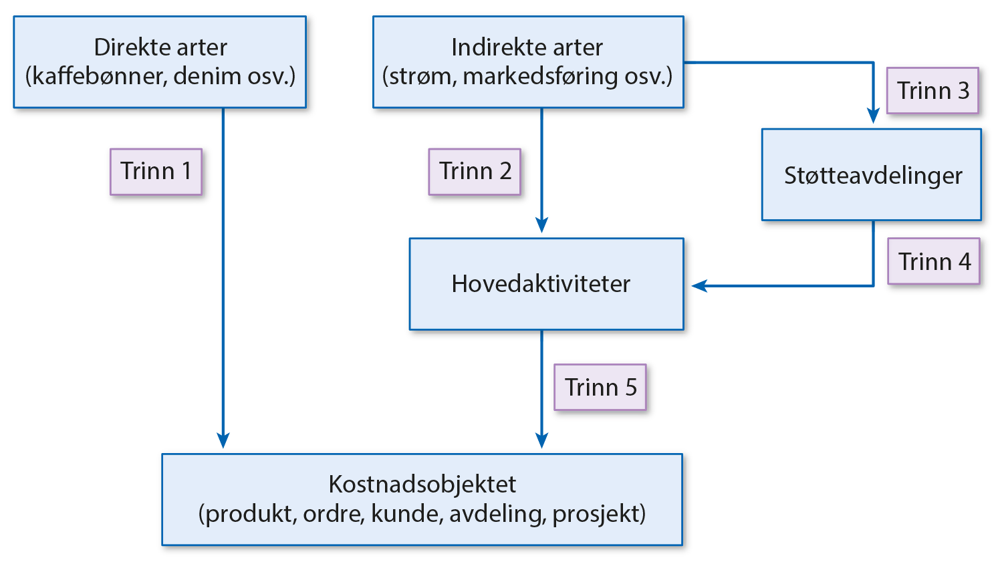 Direkte arter
(kaffebønner, denim osv.)
Indirekte arter
(strøm, markedsføring osv.)
Trinn 3
Trinn 1
Trinn 2
Støtteavdelinger
Trinn 4
Hovedaktiviteter
Trinn 5
Kostnadsobjektet
(produkt, ordre, kunde, avdeling, prosjekt)